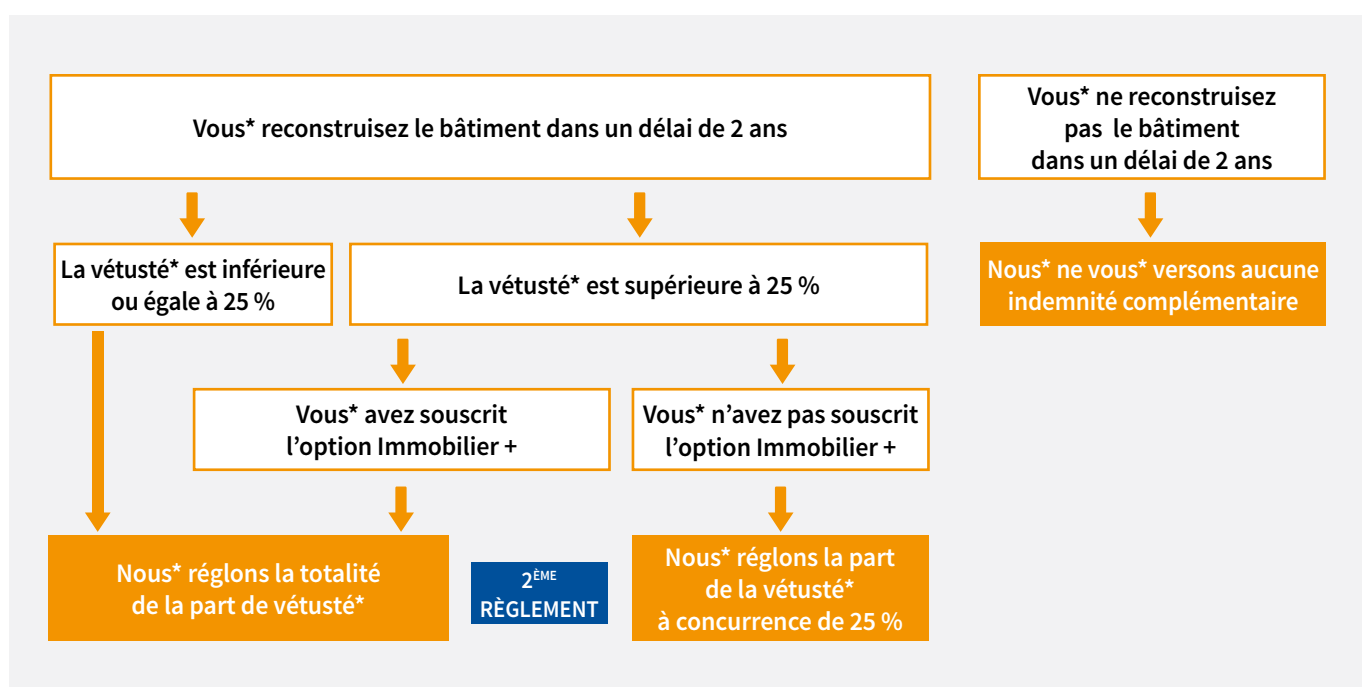 Vous* reconstruisez le bâtiment dans un délai de 2 ans
Vous* ne reconstruisez
pas le bâtiment
dans un délai de 2 ans
La vétusté* est inférieure
ou égale à 25 %
La vétusté* est supérieure à 25 %
Nous* ne vous* versons aucune
indemnité complémentaire
Vous* avez souscrit
l’option Immobilier +
Vous* n’avez pas souscrit
l’option Immobilier +
Nous* réglons la totalité
de la part de vétusté*
2ÈME
RÈGLEMENT
Nous* réglons la part
de la vétusté*
à concurrence de 25 %